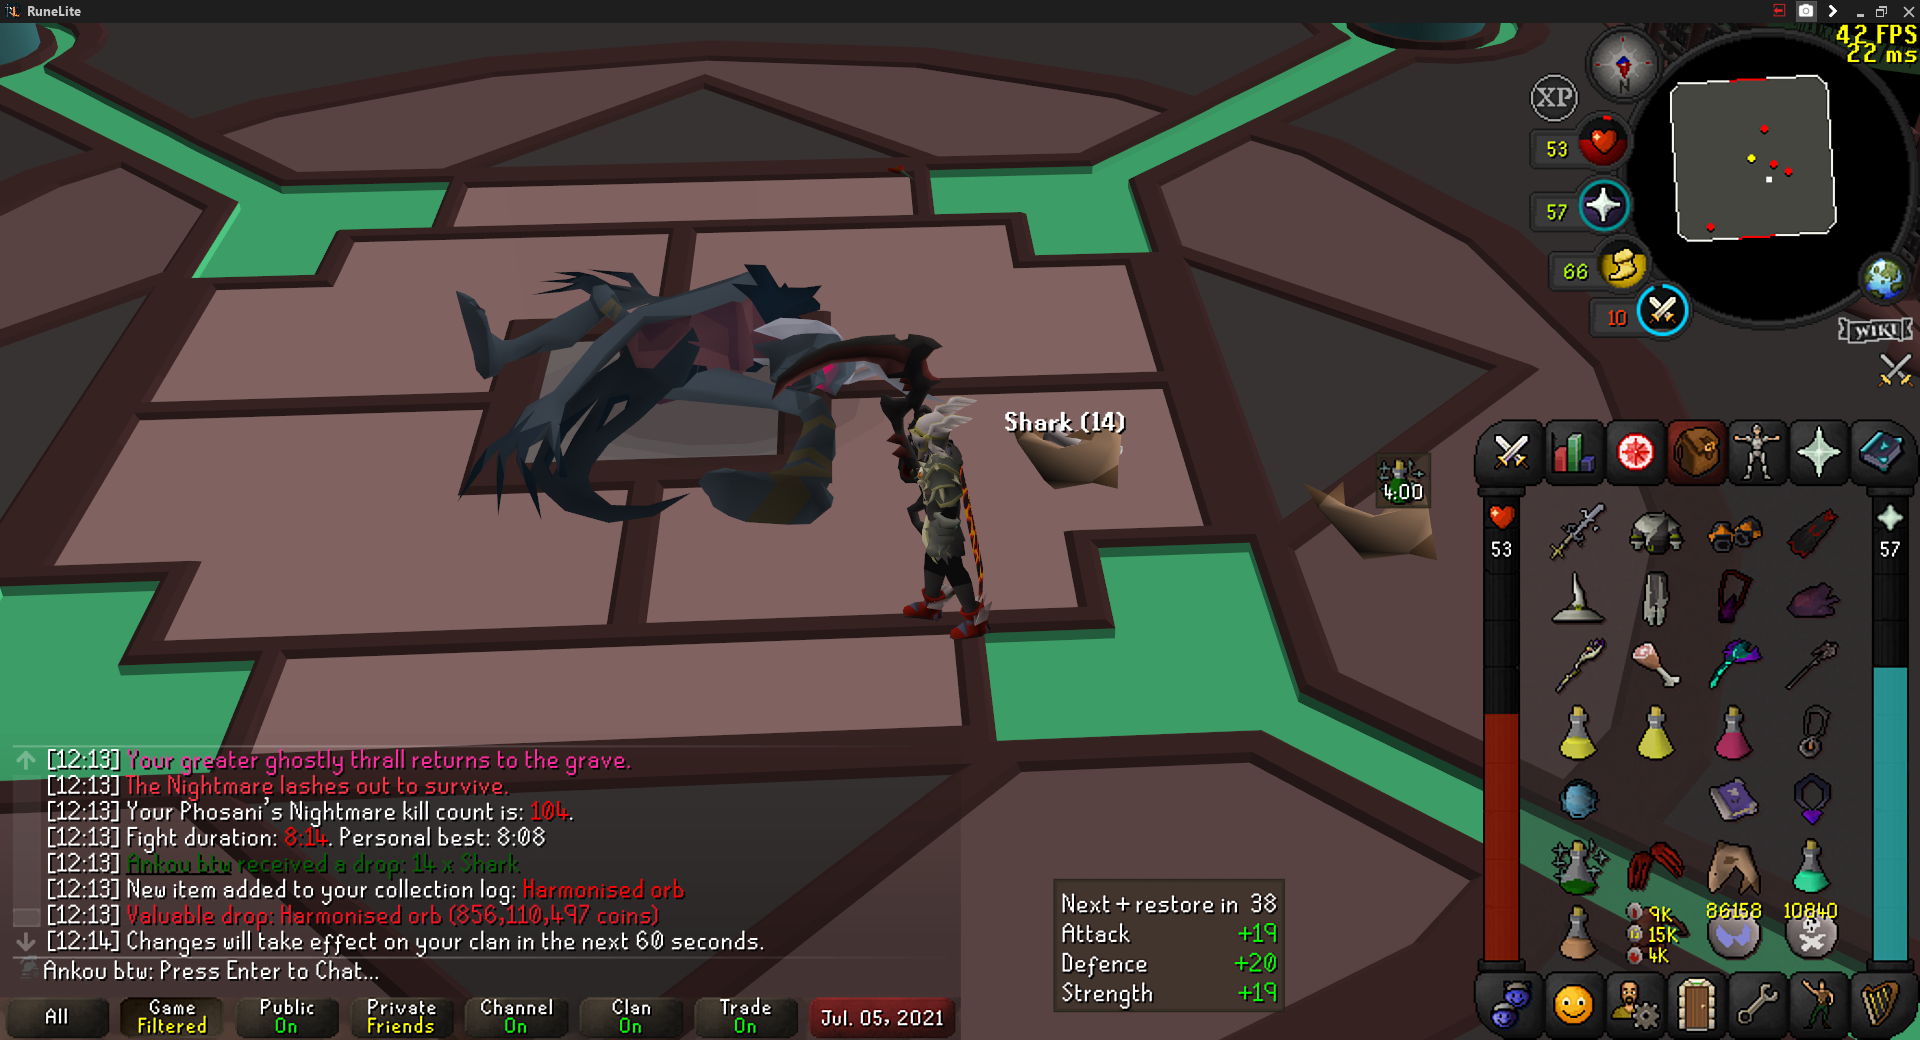 RuneLite
42 FPS
22 ms
XP
N
53
57
66
10
WIKI
Shark (14)
4:00
53
57
[12:13] Your greater ghostly thrall returns to the grave.
[12:13] The Nightmare lashes out to survive.
[12:13] Your Phosani's Nightmare kill count is: 104.
[12:13] Fight duration: 8:14. Personal best: 8:08
[12:13] Ankou btw received a drop: 14 x Shark
[12:13] New item added to your collection log: Harmonised orb
[12:13] Valuable drop: Harmonised orb (856,110,497 coins)
[12:14] Changes will take effect on your clan in the next 60 seconds.
Ankou btw: Press Enter to Chat...
Next + restore in 38
Attack +19
Defence +20
Strength +19
9K
15K
4K
86158
10840
All
Game
Filtered
Public
On
Private
Friends
Channel
On
Clan
On
Trade
On
Jul. 05, 2021